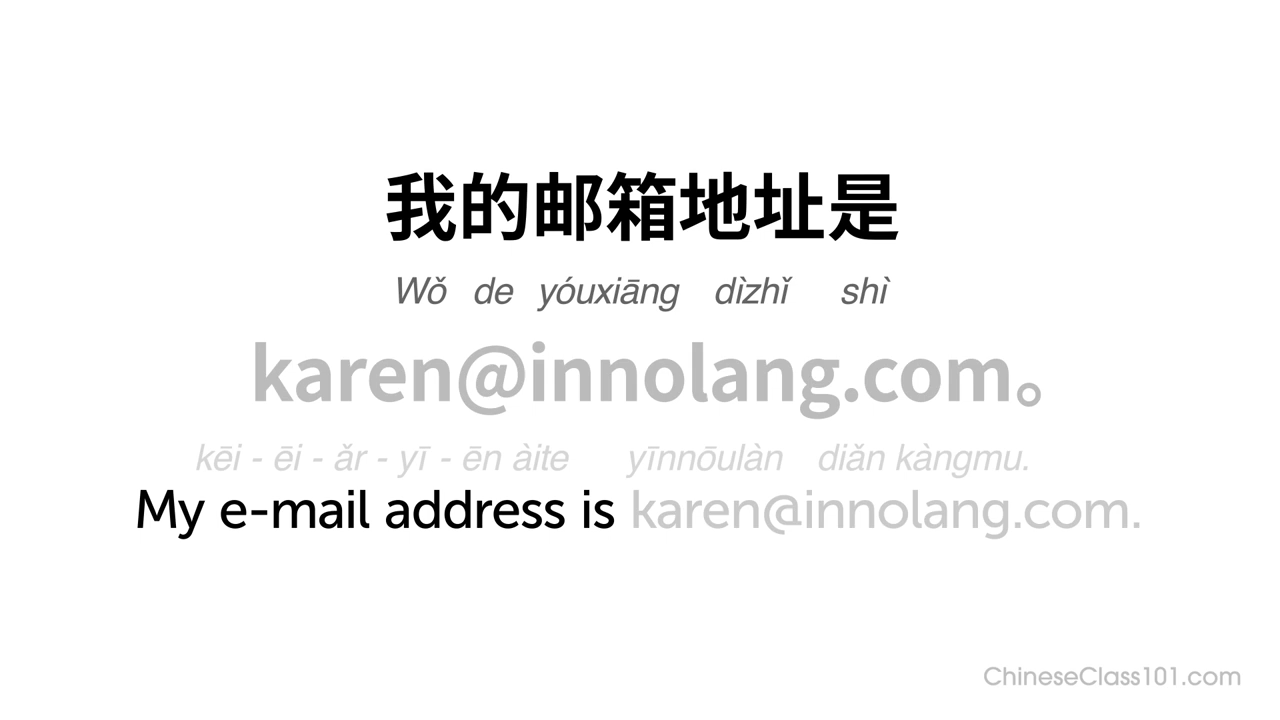 我的邮箱地址是
Wǒ de yóuxiāng dìzhǐ shì
karen@innolang.com。
kēi - ēi - ǎr - yī - ēn àite yīnnōulàn diǎn kàngmu.
My e-mail address is karen@innolang.com.
ChineseClass101.com